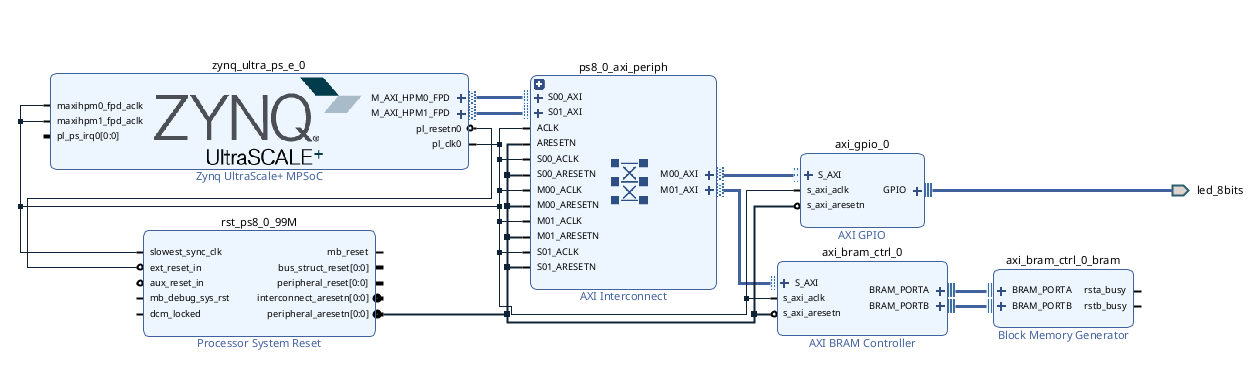 zynq_ultra_ps_e_0
maxihpm0_fpd_aclk
maxihpm1_fpd_aclk
pl_ps_irq0[0:0]
ZYNQ
UltraSCALE+
M_AXI_HPM0_FPD
M_AXI_HPM1_FPD
pl_resetn0
pl_clk0
Zynq UltraScale+ MPSoC
rst_ps8_0_99M
slowest_sync_clk
ext_reset_in
aux_reset_in
mb_debug_sys_rst
dcm_locked
mb_reset
bus_struct_reset[0:0]
peripheral_reset[0:0]
interconnect_aresetn[0:0]
peripheral_aresetn[0:0]
Processor System Reset
ps8_0_axi_periph
S00_AXI
S01_AXI
ACLK
ARESETN
S00_ACLK
S00_ARESETN
M00_ACLK
M00_ARESETN
M01_ACLK
M01_ARESETN
S01_ACLK
S01_ARESETN
M00_AXI
M01_AXI
AXI Interconnect
axi_gpio_0
S_AXI
s_axi_aclk
s_axi_aresetn
GPIO
AXI GPIO
led_8bits
axi_bram_ctrl_0
S_AXI
s_axi_aclk
s_axi_aresetn
BRAM_PORTA
BRAM_PORTB
AXI BRAM Controller
axi_bram_ctrl_0_bram
BRAM_PORTA
BRAM_PORTB
rsta_busy
rstb_busy
Block Memory Generator